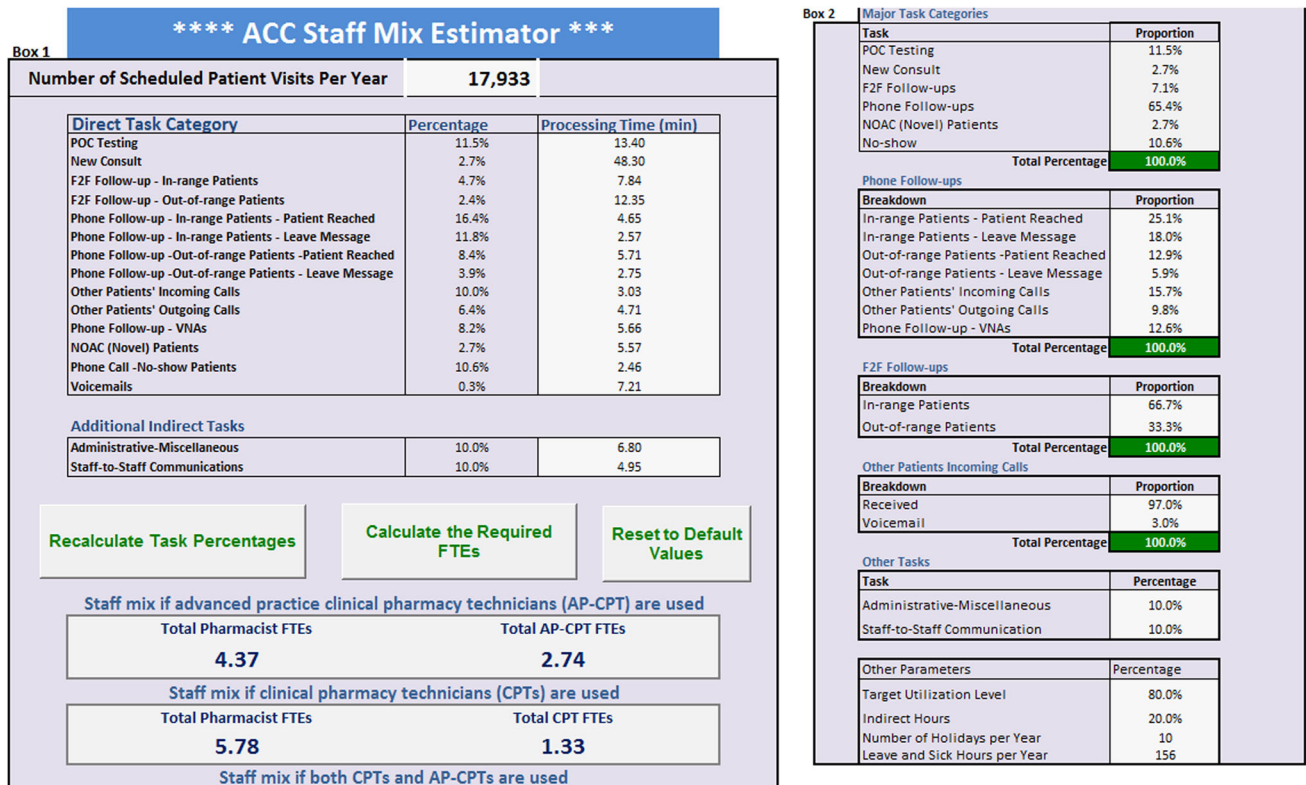 **** ACC Staff Mix Estimator ***
Box 1
Number of Scheduled Patient Visits Per Year 17,933
Direct Task Category Percentage Processing Time (min)
POC Testing 11.5% 13.40
New Consult 2.7% 48.30
F2F Follow-up - In-range Patients 4.7% 7.84
F2F Follow-up - Out-of-range Patients 2.4% 12.35
Phone Follow-up - In-range Patients - Patient Reached 16.4% 4.65
Phone Follow-up - In-range Patients - Leave Message 11.8% 2.57
Phone Follow-up -Out-of-range Patients -Patient Reached 8.4% 5.71
Phone Follow-up -Out-of-range Patients - Leave Message 3.9% 2.75
Other Patients' Incoming Calls 10.0% 3.03
Other Patients' Outgoing Calls 6.4% 4.71
Phone Follow-up - VNAs 8.2% 5.66
NOAC (Novel) Patients 2.7% 5.57
Phone Call -No-show Patients 10.6% 2.46
Voicemails 0.3% 7.21
Additional Indirect Tasks
Administrative-Miscellaneous 10.0% 6.80
Staff-to-Staff Communications 10.0% 4.95
Recalculate Task Percentages
Calculate the Required
FTEs
Reset to Default
Values
Staff mix if advanced practice clinical pharmacy technicians (AP-CPT) are used
Total Pharmacist FTEs Total AP-CPT FTEs
4.37 2.74
Staff mix if clinical pharmacy technicians (CPTs) are used
Total Pharmacist FTEs Total CPT FTEs
5.78 1.33
Staff mix if both CPTs and AP-CPTs are used
Box 2
Major Task Categories
Task Proportion
POC Testing 11.5%
New Consult 2.7%
F2F Follow-ups 7.1%
Phone Follow-ups 65.4%
NOAC (Novel) Patients 2.7%
No-show 10.6%
Total Percentage 100.0%
Phone Follow-ups
Breakdown Proportion
In-range Patients - Patient Reached 25.1%
In-range Patients - Leave Message 18.0%
Out-of-range Patients -Patient Reached 12.9%
Out-of-range Patients - Leave Message 5.9%
Other Patients' Incoming Calls 15.7%
Other Patients' Outgoing Calls 9.8%
Phone Follow-up - VNAs 12.6%
Total Percentage 100.0%
F2F Follow-ups
Breakdown Proportion
In-range Patients 66.7%
Out-of-range Patients 33.3%
Total Percentage 100.0%
Other Patients Incoming Calls
Breakdown Proportion
Received 97.0%
Voicemail 3.0%
Total Percentage 100.0%
Other Tasks
Task Percentage
Administrative-Miscellaneous 10.0%
Staff-to-Staff Communication 10.0%
Other Parameters Percentage
Target Utilization Level 80.0%
Indirect Hours 20.0%
Number of Holidays per Year 10
Leave and Sick Hours per Year 156